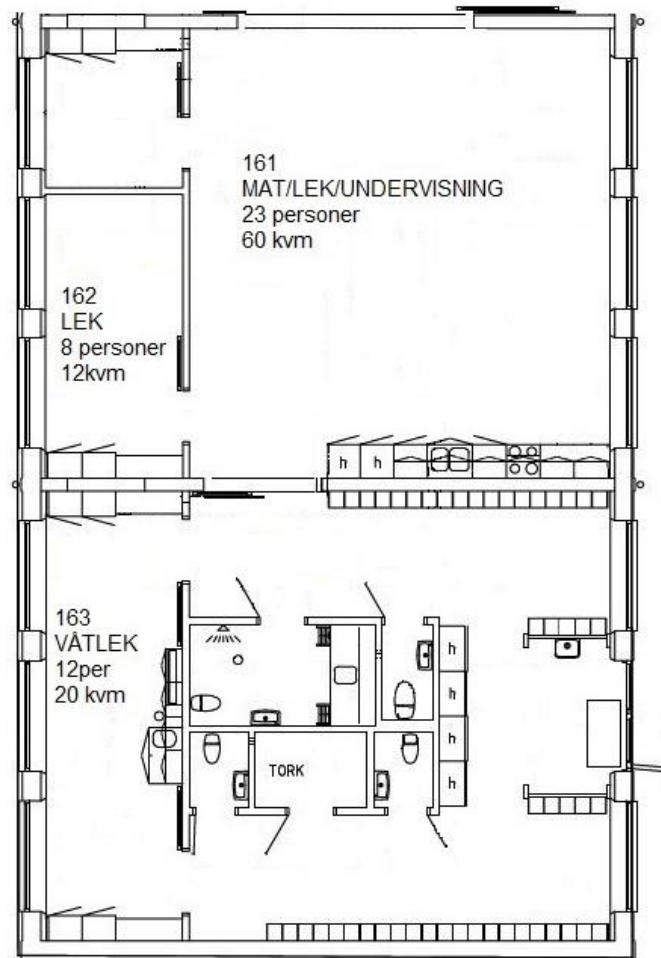 161
MAT/LEK/UNDERVISNING
23 personer
60 kvm
162
LEK
8 personer
12kvm
h h
163
VÅTLEK
12per
20 kvm
h
h
h
h
TORK